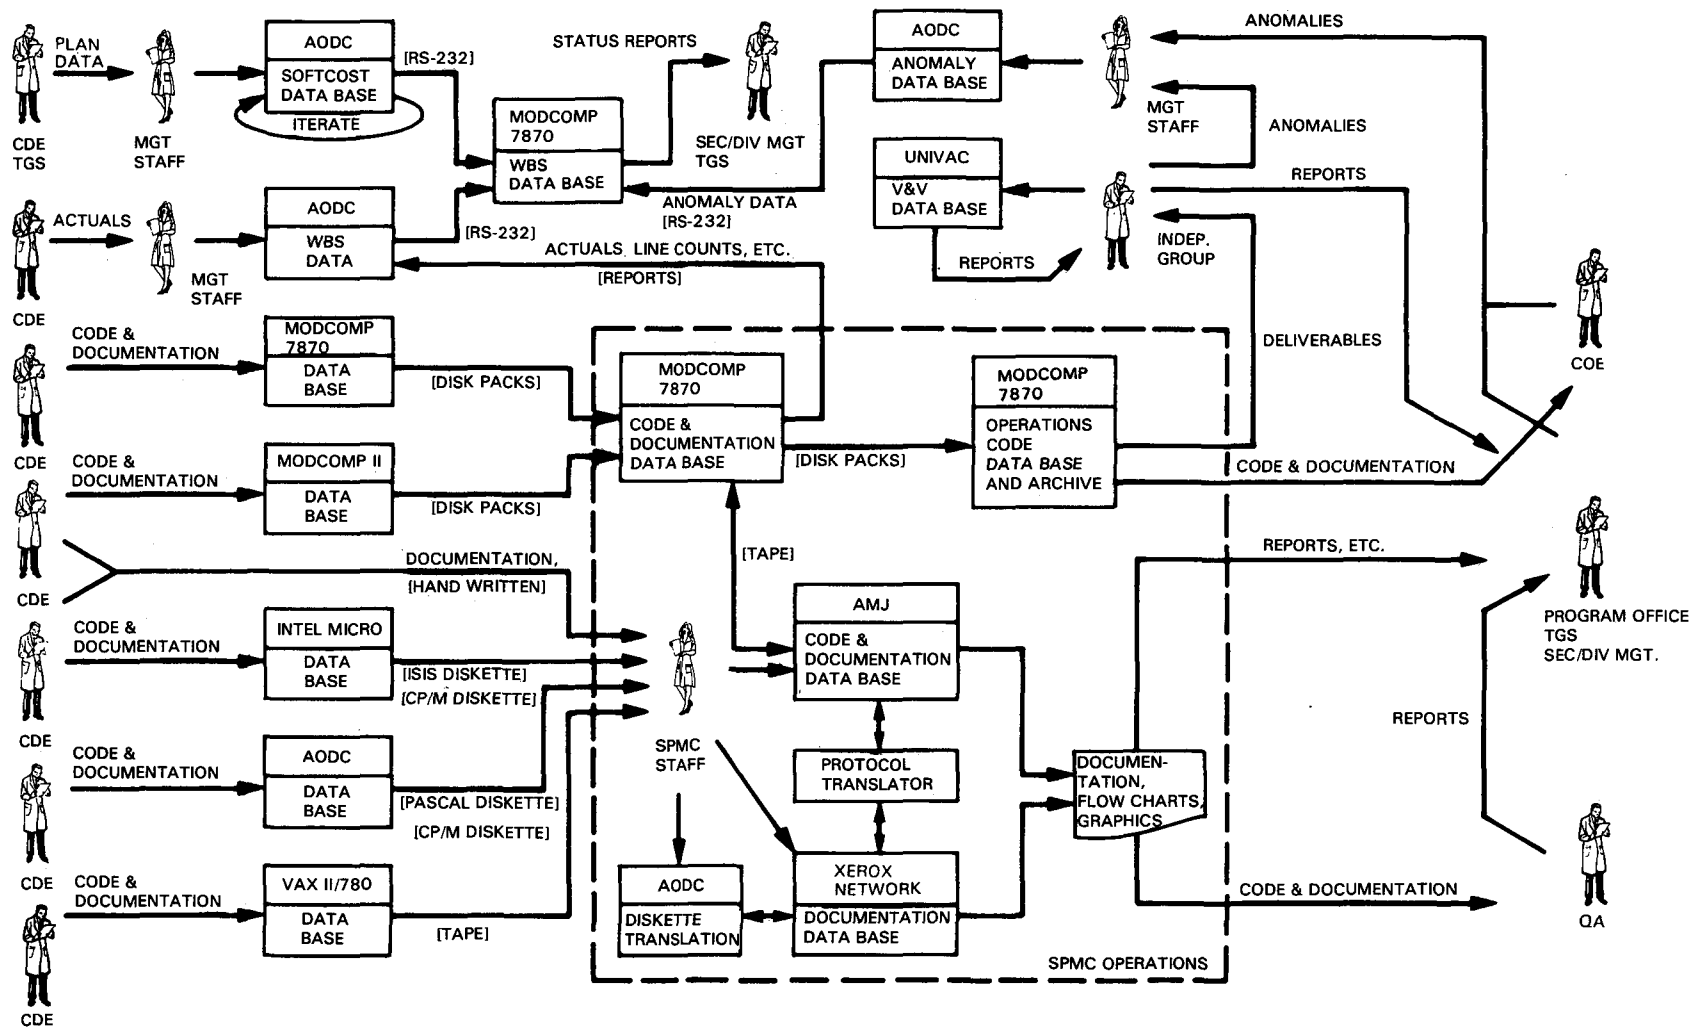 PLAN
DATA
CDE
TGS
MGT
STAFF
AODC
SOFTCOST
DATA BASE
ITERATE
[RS-232]
MODCOMP
7870
WBS
DATA BASE
STATUS REPORTS
SEC/DIV MGT
TGS
ANOMALY DATA
[RS-232]
AODC
ANOMALY
DATA BASE
MGT
STAFF
ANOMALIES
ANOMALIES
UNIVAC
V&V
DATA BASE
REPORTS
INDEP.
GROUP
REPORTS
ACTUALS
CDE
MGT
STAFF
AODC
WBS
DATA
[RS-232]
ACTUALS, LINE COUNTS, ETC.
[REPORTS]
DELIVERABLES
COE
CODE &
DOCUMENTATION
CDE
MODCOMP
7870
DATA
BASE
[DISK PACKS]
MODCOMP
7870
CODE &
DOCUMENTATION
DATA BASE
[DISK PACKS]
MODCOMP
7870
OPERATIONS
CODE
DATA BASE
AND ARCHIVE
CODE & DOCUMENTATION
CODE &
DOCUMENTATION
CDE
MODCOMP II
DATA
BASE
[DISK PACKS]
DOCUMENTATION,
[HAND WRITTEN]
[TAPE]
REPORTS, ETC.
PROGRAM OFFICE
TGS
SEC/DIV MGT.
CODE &
DOCUMENTATION
CDE
INTEL MICRO
DATA
BASE
[ISIS DISKETTE]
[CP/M DISKETTE]
SPMC
STAFF
AMJ
CODE &
DOCUMENTATION
DATA BASE
PROTOCOL
TRANSLATOR
DOCUMEN-
TATION,
FLOW CHARTS,
GRAPHICS
REPORTS
CODE &
DOCUMENTATION
CDE
AODC
DATA
BASE
[PASCAL DISKETTE]
[CP/M DISKETTE]
CODE &
DOCUMENTATION
CDE
VAX II/780
DATA
BASE
[TAPE]
AODC
DISKETTE
TRANSLATION
XEROX
NETWORK
DOCUMENTATION
DATA BASE
CODE & DOCUMENTATION
QA
SPMC OPERATIONS
CDE